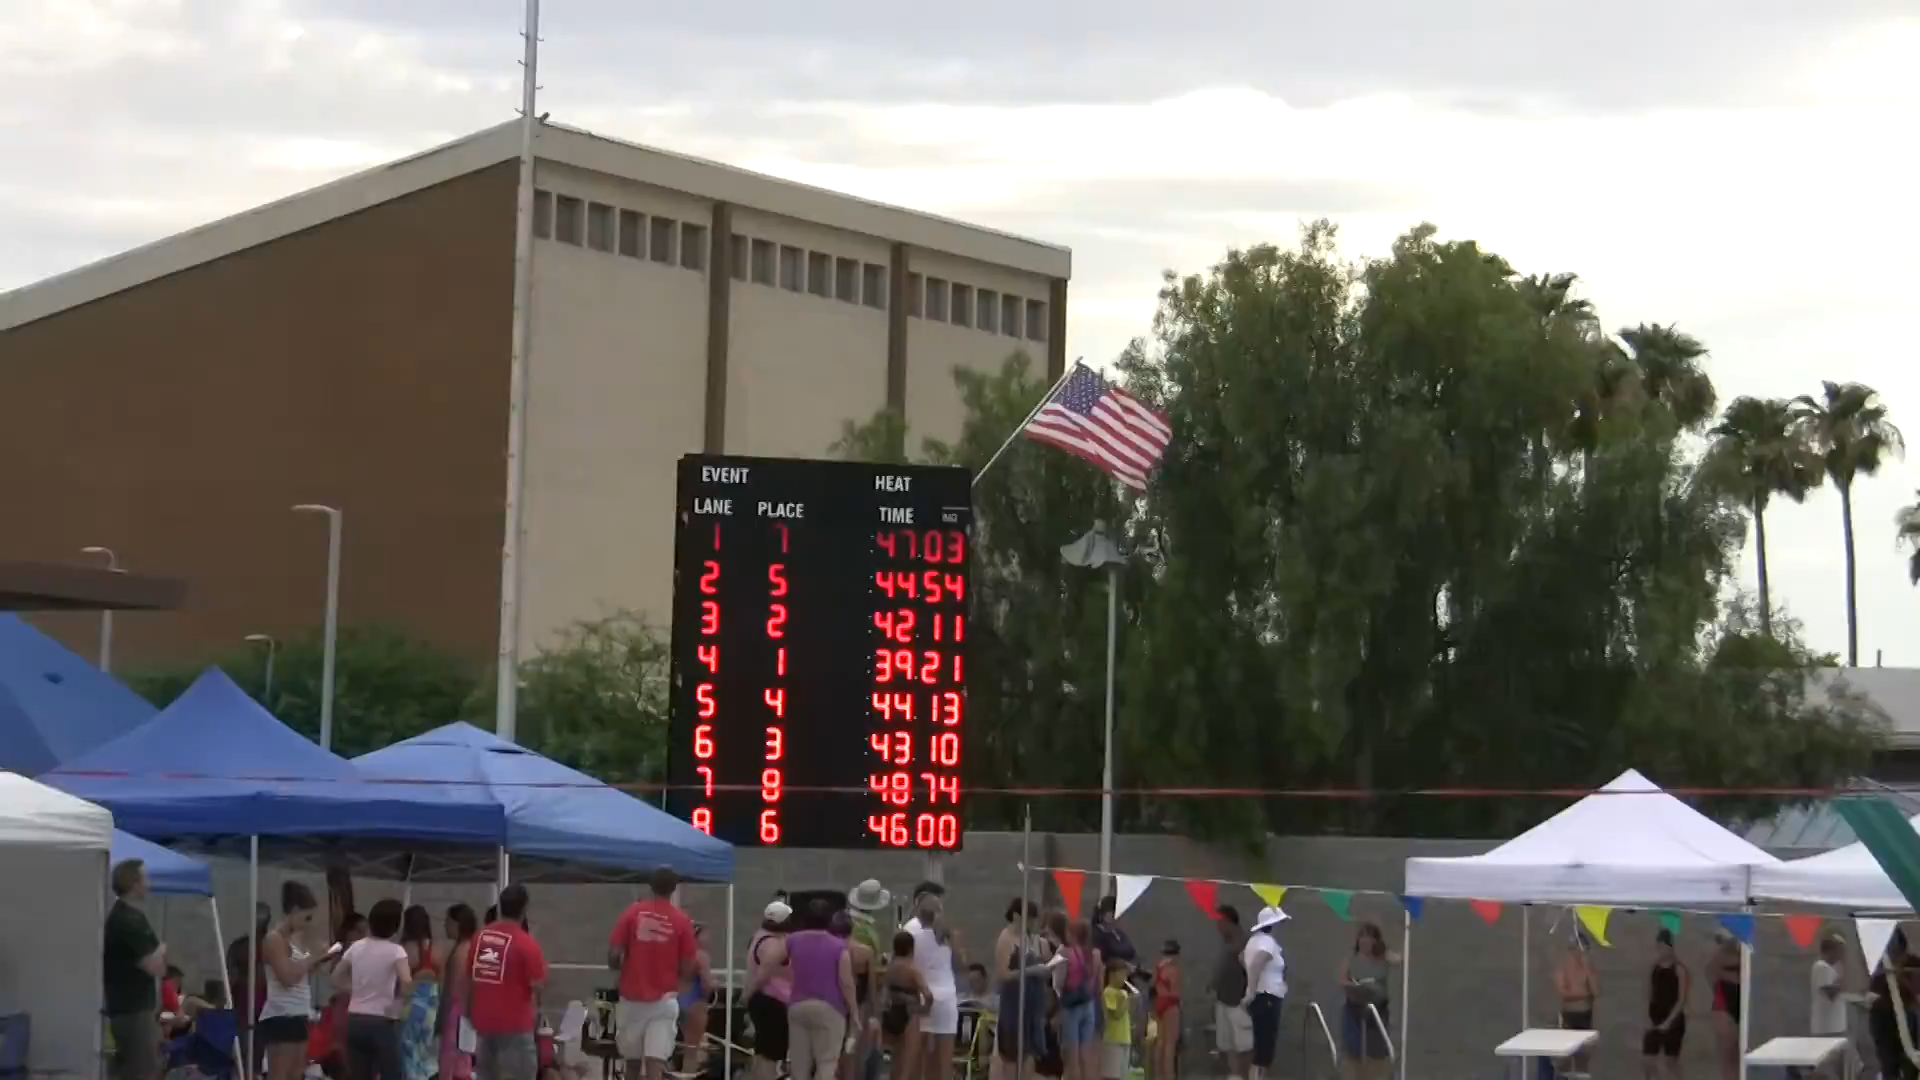 EVENT HEAT
LANE PLACE TIME
1 7 47.03
2 5 44.54
3 2 42.11
4 1 39.21
5 4 44.13
6 3 43.10
7 8 48.74
8 6 46.00